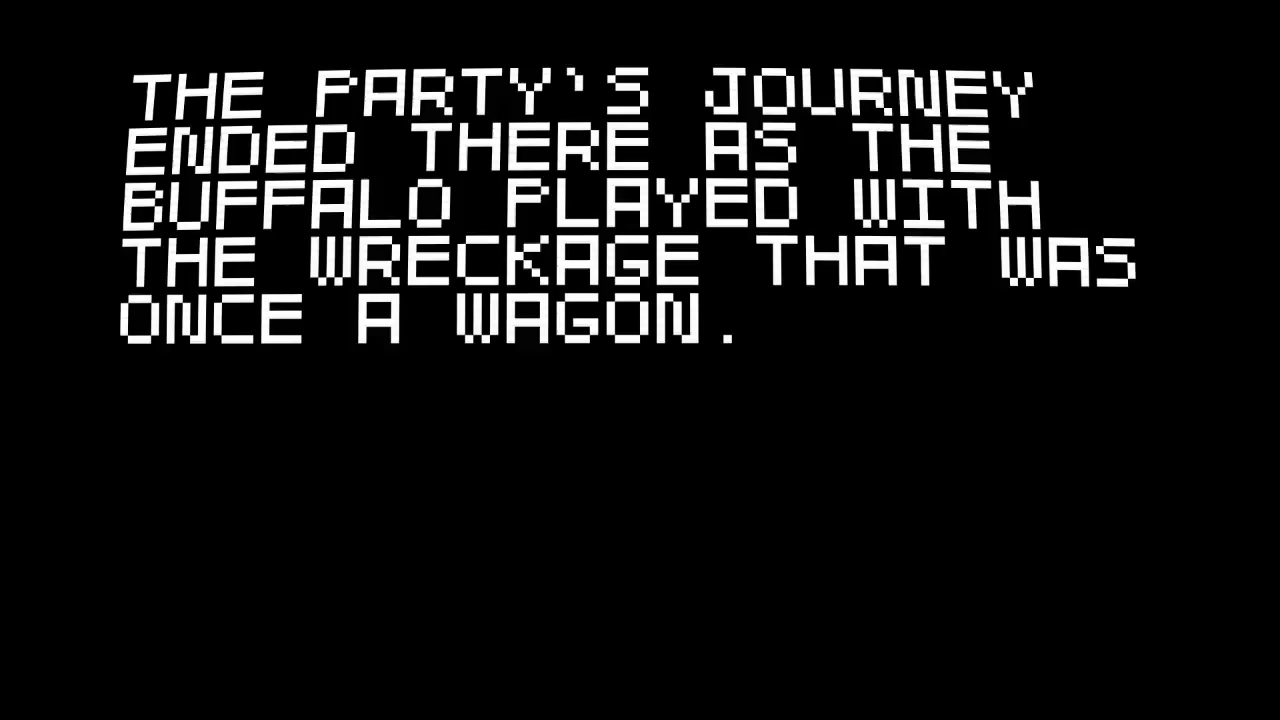 THE PARTY'S JOURNEY
ENDED THERE AS THE
BUFFALO PLAYED WITH
THE WRECKAGE THAT WAS
ONCE A WAGON.